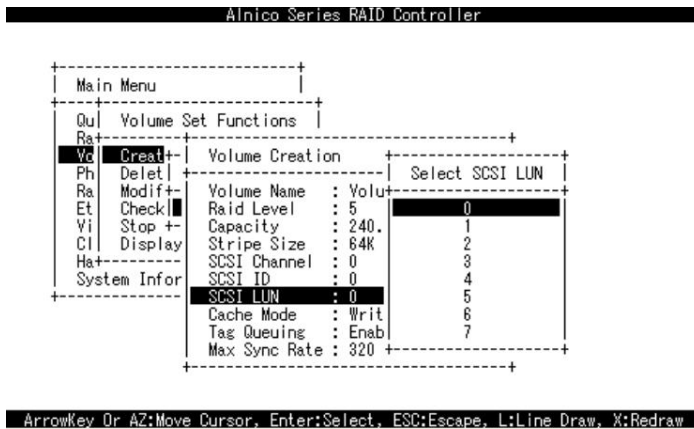 Alnico Series RAID Controller
Main Menu
Qu Volume Set Functions
Ra
Vo Creat Volume Creation
Ph Delet Select SCSI LUN
Ra Modif Volume Name : Volu
Et Check Raid Level : 5 0
Vi Stop Capacity : 240. 1
Cl Display Stripe Size : 64K 2
Ha SCSI Channel : 0 3
System Infor SCSI ID : 0 4
SCSI LUN : 0 5
Cache Mode : Writ 6
Tag Queuing : Enab 7
Max Sync Rate : 320
ArrowKey Or AZ:Move Cursor, Enter:Select, ESC:Escape, L:Line Draw, X:Redraw